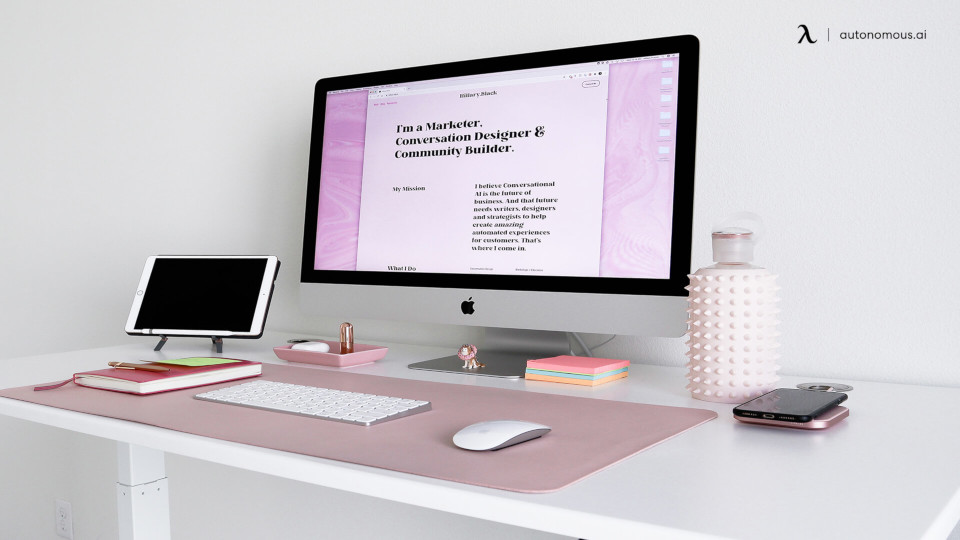 autonomous.ai
Hillary Black
I'm a Marketer,
Conversation Designer &
Community Builder.
My Mission
I believe Conversational
AI is the future of
business. And that future
needs writers, designers
and strategists to help
create amazing
automated experiences
for customers. That's
where I come in.
What I Do